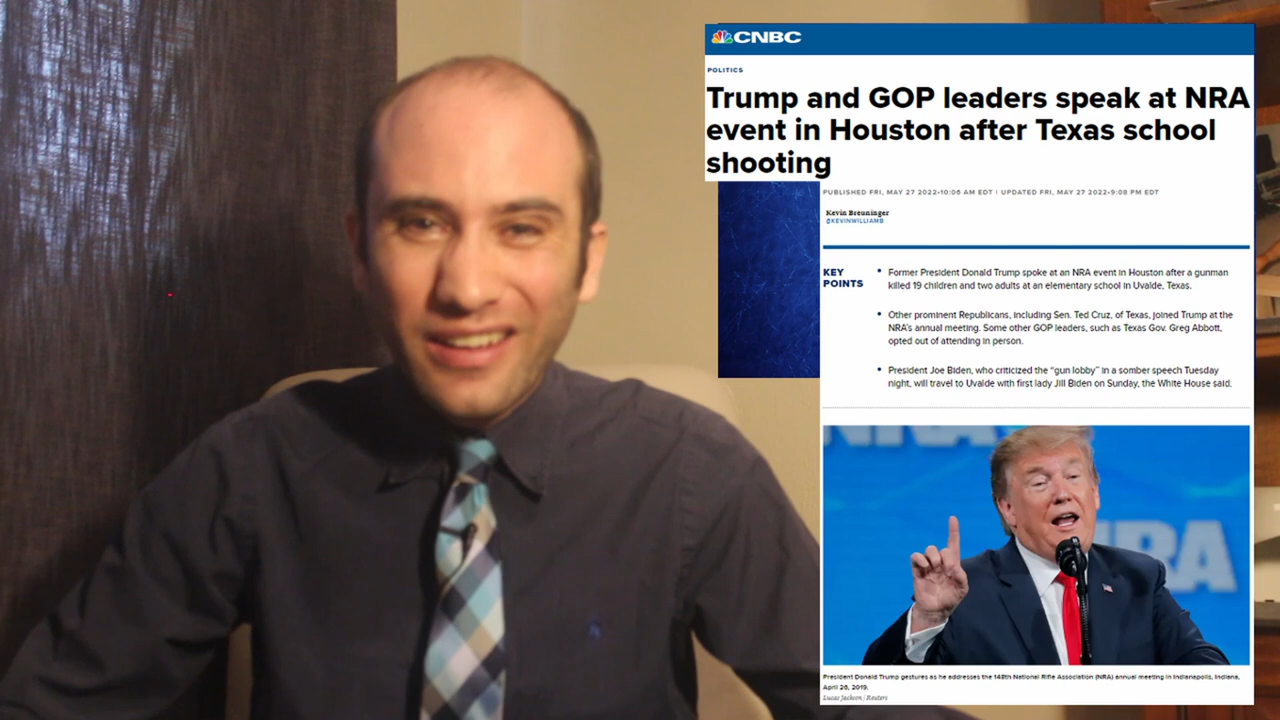 CNBC
POLITICS
Trump and GOP leaders speak at NRA
event in Houston after Texas school
shooting
PUBLISHED FRI, MAY 27 2022•10:06 AM EDT | UPDATED FRI, MAY 27 2022•9:08 PM EDT
Kevin Breuninger
@KEVINWILLIAMB
KEY
POINTS
• Former President Donald Trump spoke at an NRA event in Houston after a gunman
killed 19 children and two adults at an elementary school in Uvalde, Texas.
• Other prominent Republicans, including Sen. Ted Cruz, of Texas, joined Trump at the
NRA's annual meeting. Some other GOP leaders, such as Texas Gov. Greg Abbott,
opted out of attending in person.
• President Joe Biden, who criticized the “gun lobby” in a somber speech Tuesday
night, will travel to Uvalde with first lady Jill Biden on Sunday, the White House said.
NRA
RA
President Donald Trump gestures as he addresses the 148th National Rifle Association (NRA) annual meeting in Indianapolis, Indiana,
April 26, 2019.
Lucas Jackson | Reuters